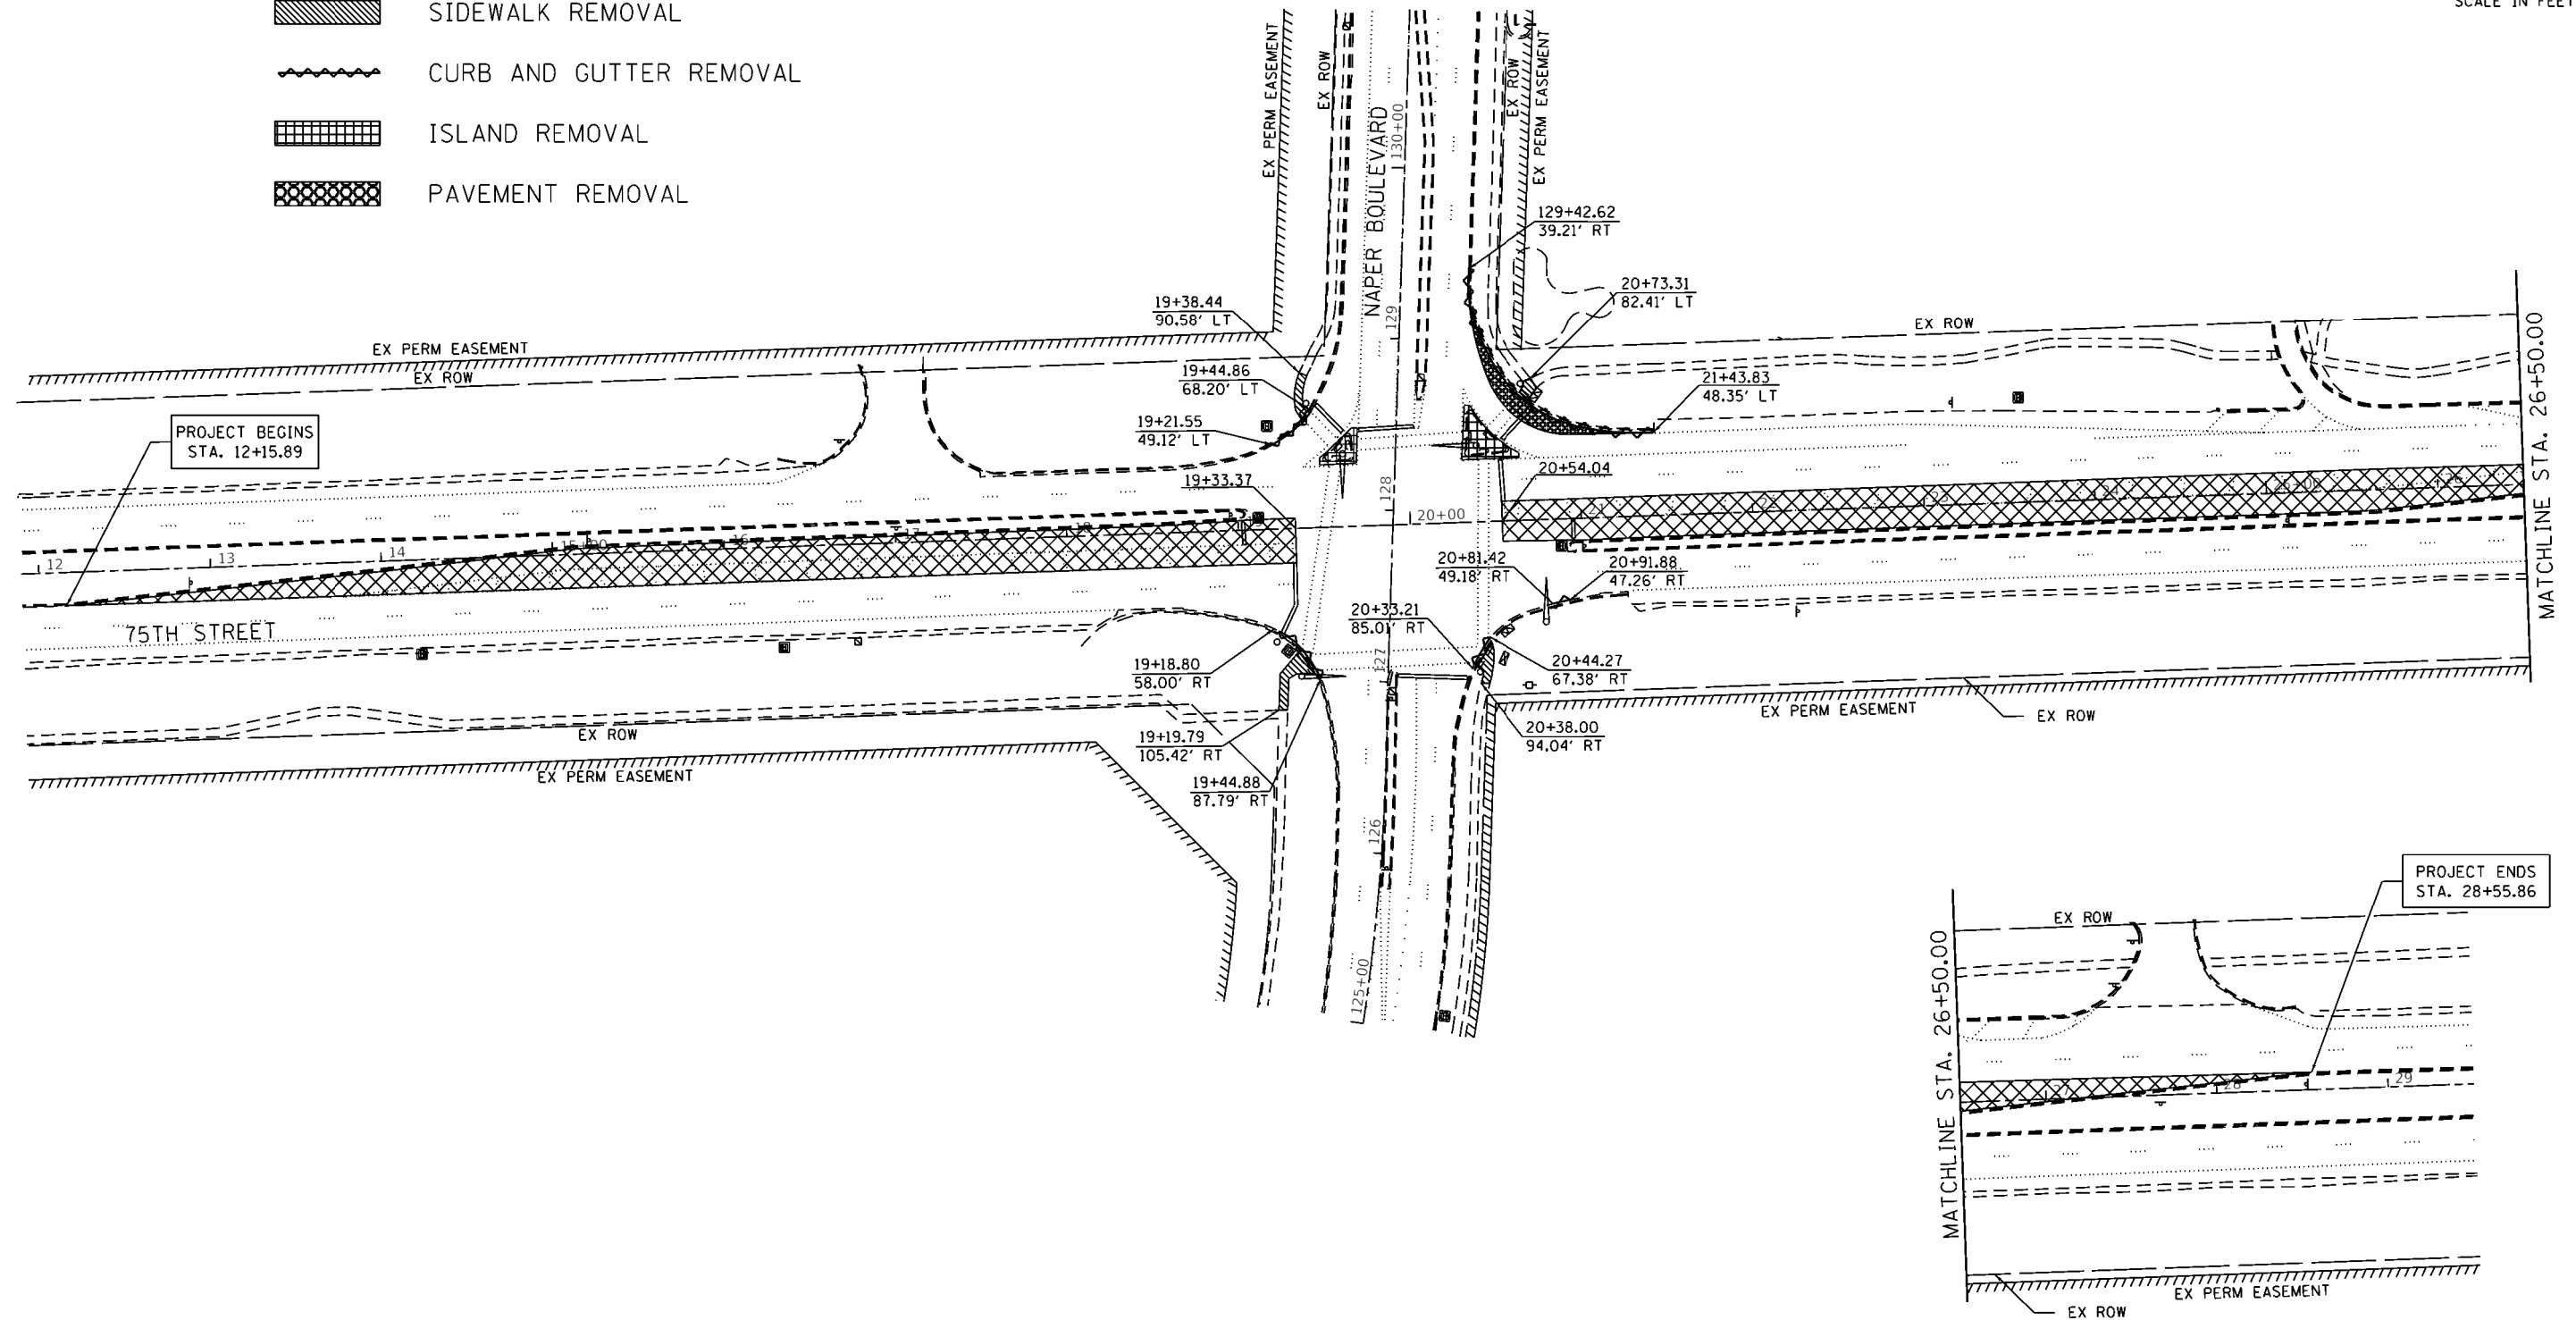 SCALE IN FEET
SIDEWALK REMOVAL
CURB AND GUTTER REMOVAL
ISLAND REMOVAL
PAVEMENT REMOVAL
EX PERM EASEMENT
EX ROW
NAPER BOULEVARD
130+00
EX ROW
EX PERM EASEMENT
129+42.62
39.21' RT
20+73.31
82.41' LT
19+38.44
90.58' LT
129
EX ROW
EX PERM EASEMENT
EX ROW
19+44.86
68.20' LT
21+43.83
48.35' LT
MATCHLINE STA. 26+50.00
PROJECT BEGINS
STA. 12+15.89
19+21.55
49.12' LT
20+54.04
19+33.37
128
20+00
12
13
14
15+00
16
17
18
21
22
23
24
25+00
26
20+81.42
49.18' RT
20+91.88
47.26' RT
75TH STREET
20+33.21
85.01' RT
127
19+18.80
58.00' RT
20+44.27
67.38' RT
EX PERM EASEMENT
EX ROW
EX ROW
19+19.79
105.42' RT
20+38.00
94.04' RT
EX PERM EASEMENT
19+44.88
87.79' RT
126
125+00
PROJECT ENDS
STA. 28+55.86
EX ROW
MATCHLINE STA. 26+50.00
27
28
29
EX PERM EASEMENT
EX ROW